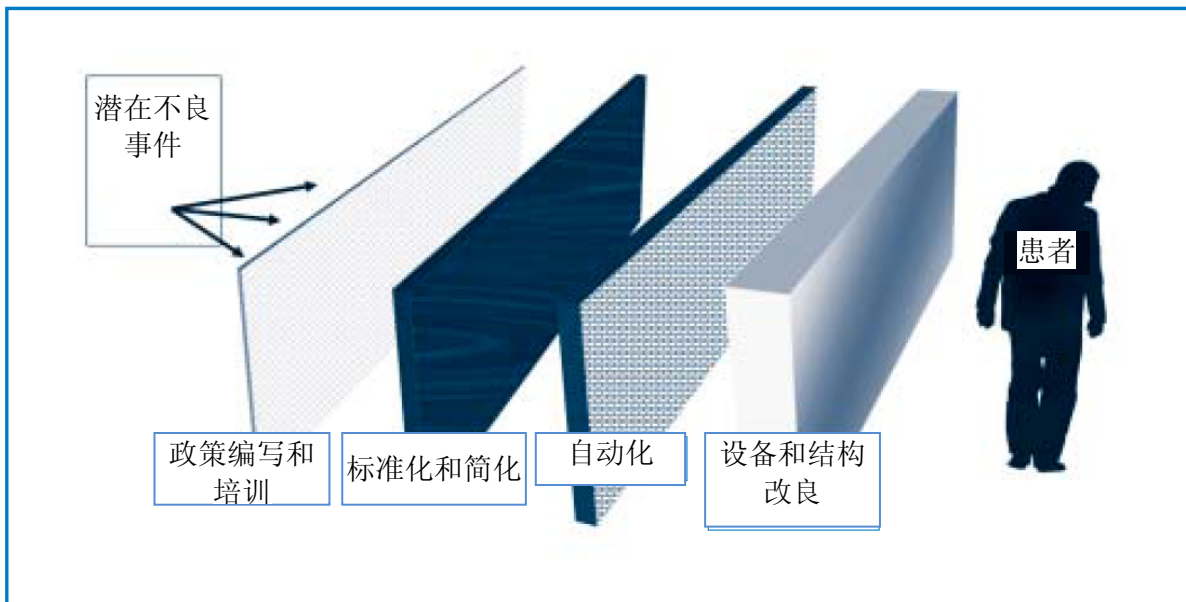 潜在不良
事件
患者
政策编写和
培训
标准化和简化
自动化
设备和结构
改良